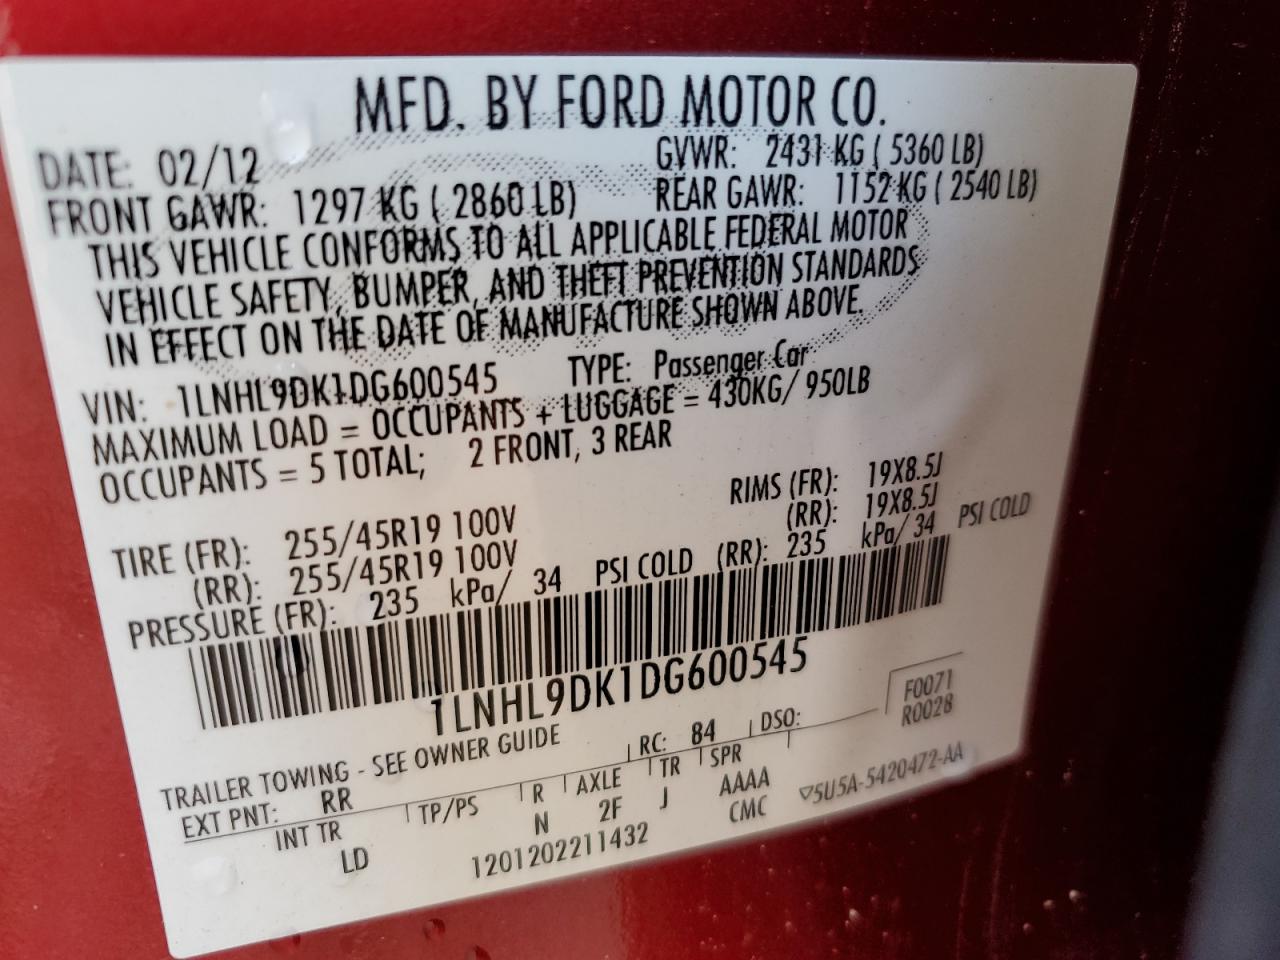 MFD. BY FORD MOTOR CO.
DATE: 02/12 GVWR: 2431 KG ( 5360 LB)
FRONT GAWR: 1297 KG ( 2860 LB) REAR GAWR: 1152 KG ( 2540 LB)
THIS VEHICLE CONFORMS TO ALL APPLICABLE FEDERAL MOTOR
VEHICLE SAFETY, BUMPER, AND THEFT PREVENTION STANDARDS
IN EFFECT ON THE DATE OF MANUFACTURE SHOWN ABOVE.
VIN: 1LNHL9DK1DG600545 TYPE: Passenger Car
MAXIMUM LOAD = OCCUPANTS + LUGGAGE = 430KG/ 950LB
OCCUPANTS = 5 TOTAL; 2 FRONT, 3 REAR
TIRE (FR): 255/45R19 100V RIMS (FR): 19X8.5J
(RR): 255/45R19 100V (RR): 19X8.5J
PRESSURE (FR): 235 kPa/ 34 PSI COLD (RR): 235 kPa/ 34 PSI COLD
1LNHL9DK1DG600545
F0071
R0028
TRAILER TOWING - SEE OWNER GUIDE
EXT PNT: RR RC: 84 DSO:
INT TR TP/PS R AXLE TR SPR
LD N 2F J AAAA
CMC ▽5U5A-5420472-AA
1201202211432